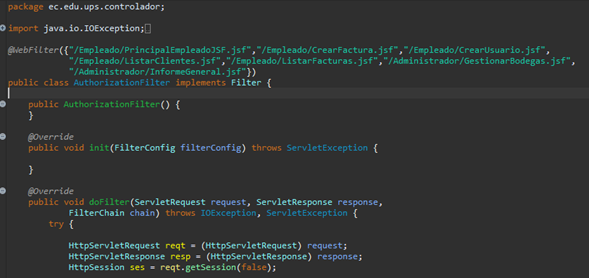 package ec.edu.ups.controlador;
import java.io.IOException;
@WebFilter({"/Empleado/PrincipalEmpleadoJSF.jsf","/Empleado/CrearFactura.jsf","/Empleado/CrearUsuario.jsf",
"/Empleado/ListarClientes.jsf","/Empleado/ListarFacturas.jsf","/Administrador/GestionarBodegas.jsf",
"/Administrador/InformeGeneral.jsf"})
public class AuthorizationFilter implements Filter {
public AuthorizationFilter() {
}
@Override
public void init(FilterConfig filterConfig) throws ServletException {
}
@Override
public void doFilter(ServletRequest request, ServletResponse response,
FilterChain chain) throws IOException, ServletException {
try {
HttpServletRequest reqt = (HttpServletRequest) request;
HttpServletResponse resp = (HttpServletResponse) response;
HttpSession ses = reqt.getSession(false);